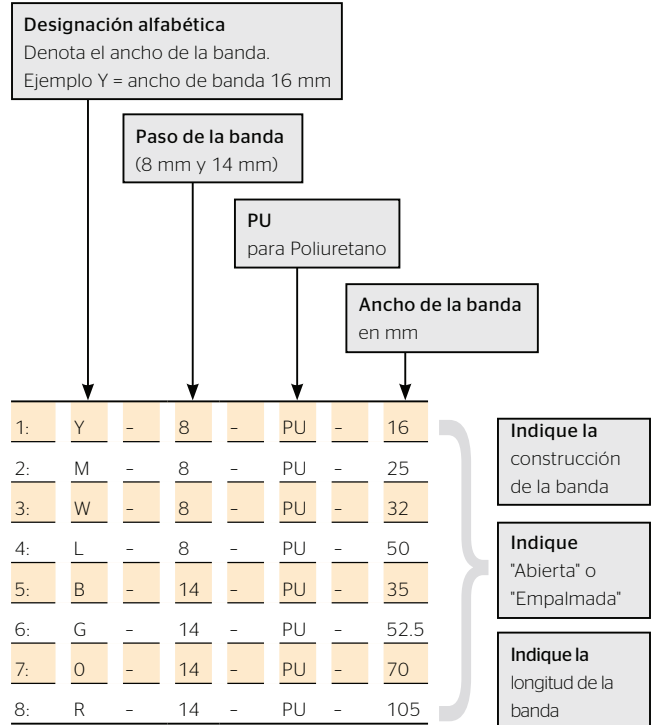 Designación alfabética
Denota el ancho de la banda.
Ejemplo Y = ancho de banda 16 mm
Paso de la banda
(8 mm y 14 mm)
PU
para Poliuretano
Ancho de la banda
en mm
1: Y - 8 - PU - 16
2: M - 8 - PU - 25
3: W - 8 - PU - 32
4: L - 8 - PU - 50
5: B - 14 - PU - 35
6: G - 14 - PU - 52.5
7: 0 - 14 - PU - 70
8: R - 14 - PU - 105
Indique la
construcción
de la banda
Indique
"Abierta" o
"Empalmada"
Indique la
longitud de la
banda